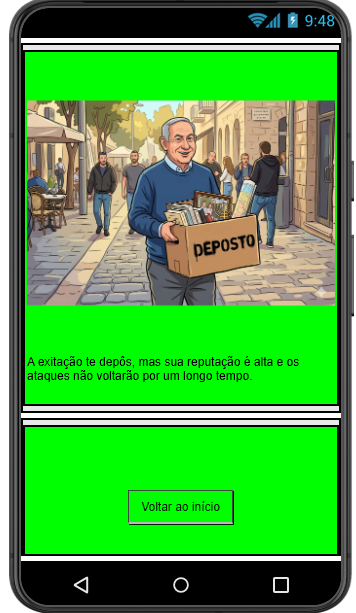 9:48
DEPOSTO
A exitação te depôs, mas sua reputação é alta e os
ataques não voltarão por um longo tempo.
Voltar ao início